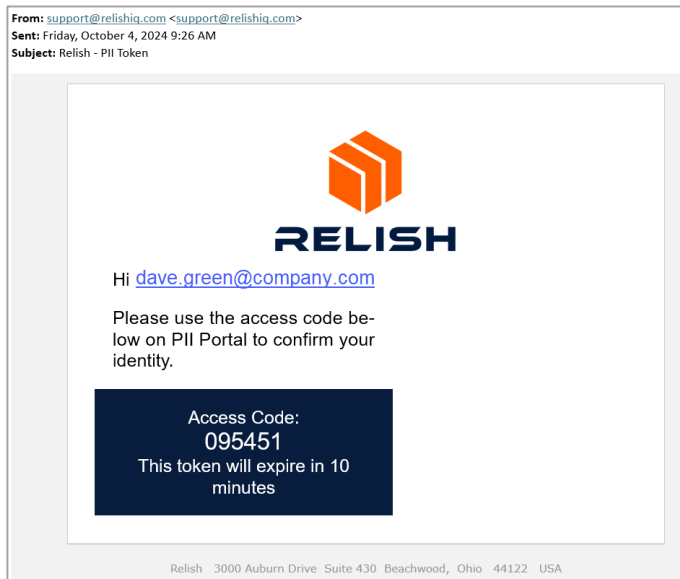 From: support@relishiq.com <support@relishiq.com>
Sent: Friday, October 4, 2024 9:26 AM
Subject: Relish - PII Token
RELISH
Hi dave.green@company.com
Please use the access code be-
low on PII Portal to confirm your
identity.
Access Code:
095451
This token will expire in 10
minutes
Relish 3000 Auburn Drive Suite 430 Beachwood, Ohio 44122 USA